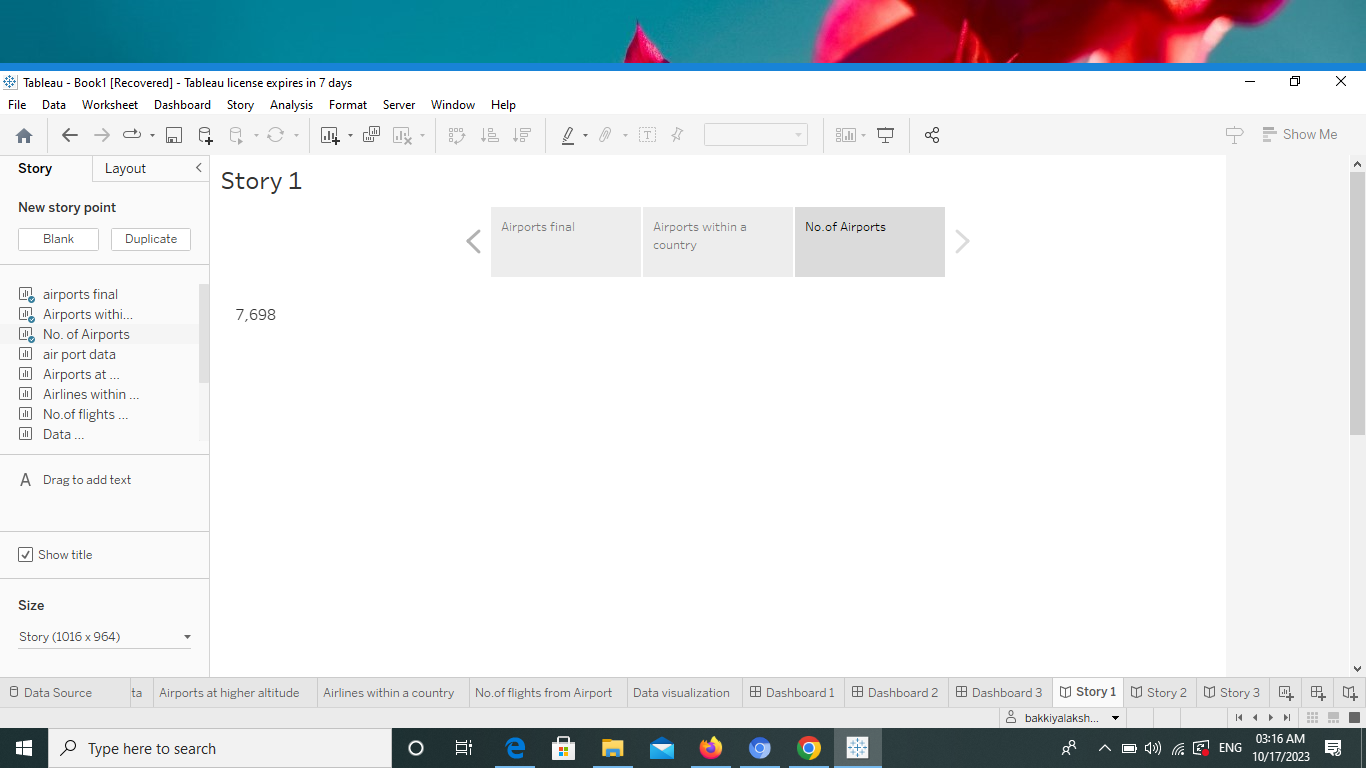 Tableau - Book1 [Recovered] - Tableau license expires in 7 days
File Data Worksheet Dashboard Story Analysis Format Server Window Help
Show Me
Story Layout
New story point
Blank Duplicate
airports final
Airports withi...
No. of Airports
air port data
Airports at ...
Airlines within ...
No.of flights ...
Data ...
A Drag to add text
Show title
Size
Story (1016 x 964)
Story 1
Airports final
Airports within a
country
No.of Airports
7,698
Data Source ta Airports at higher altitude Airlines within a country No.of flights from Airport Data visualization Dashboard 1 Dashboard 2 Dashboard 3 Story 1 Story 2 Story 3
bakkiyalaksh...
Type here to search
ENG
03:16 AM
10/17/2023